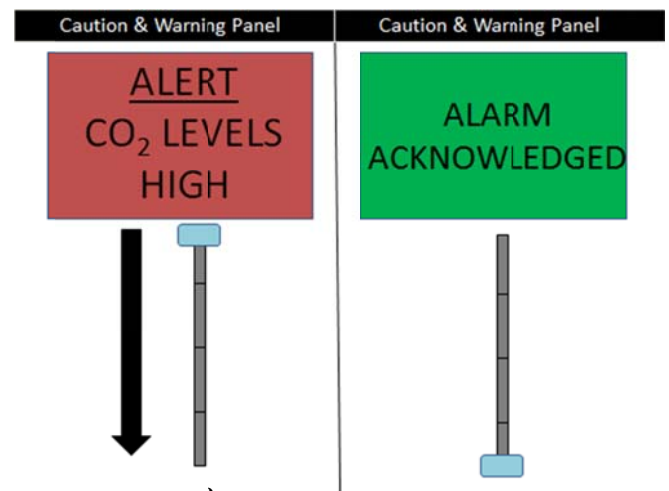 Caution & Warning Panel
ALERT
CO₂ LEVELS
HIGH
Caution & Warning Panel
ALARM
ACKNOWLEDGED